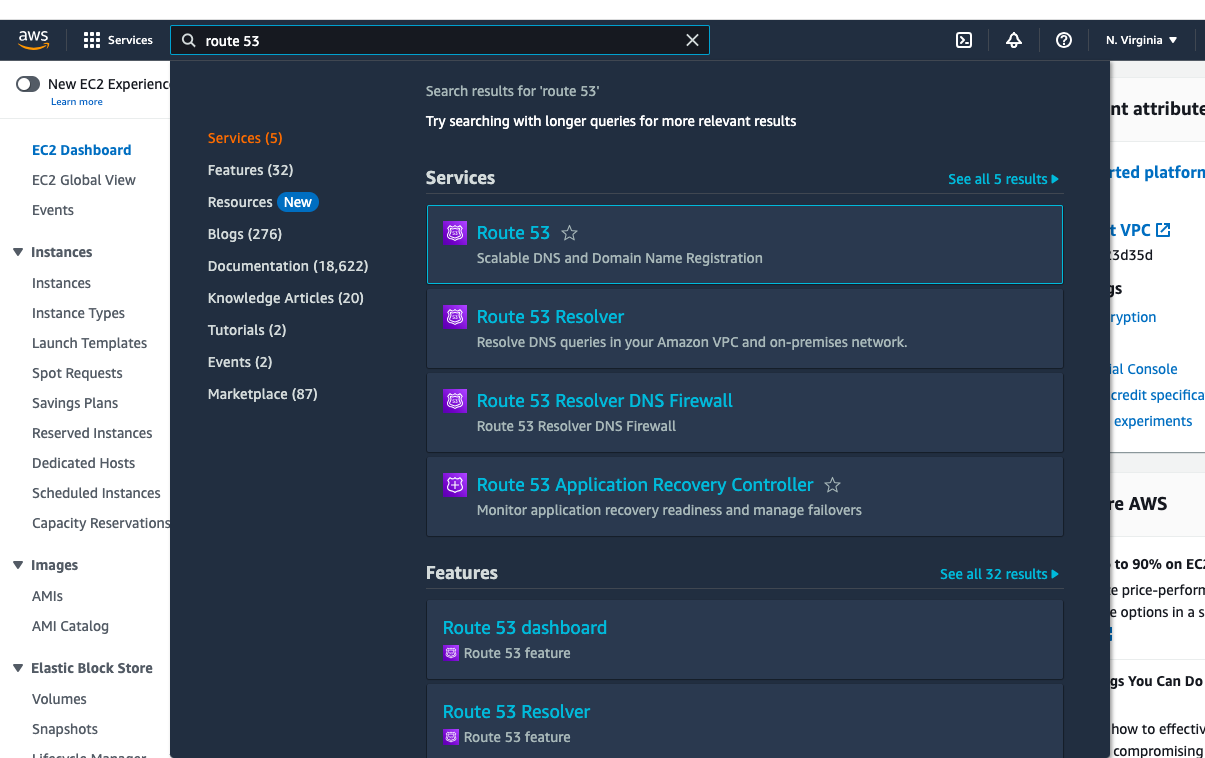 aws
Services
route 53
N. Virginia
New EC2 Experience
Learn more
EC2 Dashboard
EC2 Global View
Events
Instances
Instances
Instance Types
Launch Templates
Spot Requests
Savings Plans
Reserved Instances
Dedicated Hosts
Scheduled Instances
Capacity Reservations
Images
AMIs
AMI Catalog
Elastic Block Store
Volumes
Snapshots
Lifecycle Manager
Services (5)
Features (32)
Resources New
Blogs (276)
Documentation (18,622)
Knowledge Articles (20)
Tutorials (2)
Events (2)
Marketplace (87)
Search results for 'route 53'
Try searching with longer queries for more relevant results
Services
See all 5 results
Route 53
Scalable DNS and Domain Name Registration
Route 53 Resolver
Resolve DNS queries in your Amazon VPC and on-premises network.
Route 53 Resolver DNS Firewall
Route 53 Resolver DNS Firewall
Route 53 Application Recovery Controller
Monitor application recovery readiness and manage failovers
Features
See all 32 results
Route 53 dashboard
Route 53 feature
Route 53 Resolver
Route 53 feature
nt attribute
rted platform
t VPC
3d35d
gs
ryption
ial Console
credit specifica
experiments
re AWS
to 90% on EC2
e price-perform
e options in a s
gs You Can Do
how to effectiv
compromising